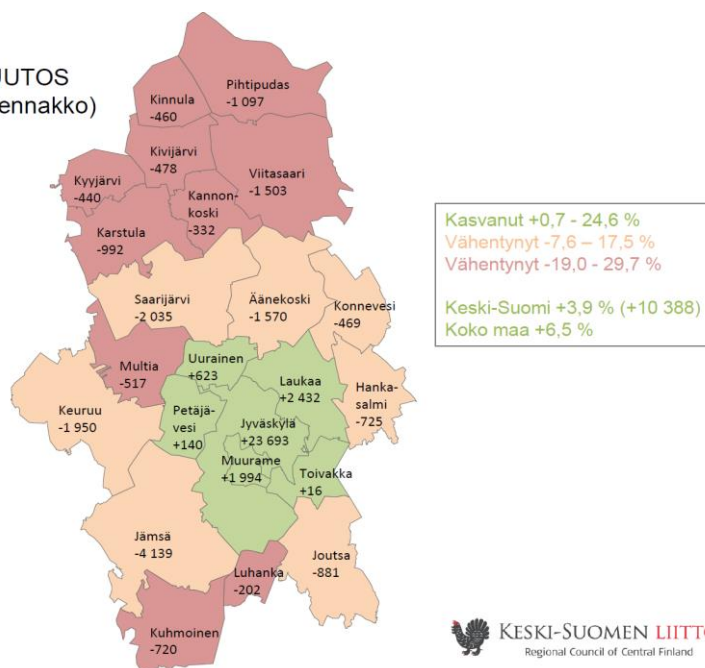 UUTOS
ennakko)
Pihtipudas
-1 097
Kinnula
-460
Kivijärvi
-478
Viitasaari
-1 503
Kyyjärvi
-440
Kannon-
koski
-332
Karstula
-992
Saarijärvi
-2 035
Äänekoski
-1 570
Konnevesi
-469
Multia
-517
Uurainen
+623
Laukaa
+2 432
Hanka-
salmi
-725
Keuruu
-1 950
Petäjä-
vesi
+140
Jyväskylä
+23 693
Muurame
+1 994
Toivakka
+16
Jämsä
-4 139
Joutsa
-881
Luhanka
-202
Kuhmoinen
-720
Kasvanut +0,7 - 24,6 %
Vähentynyt -7,6 – 17,5 %
Vähentynyt -19,0 - 29,7 %
Keski-Suomi +3,9 % (+10 388)
Koko maa +6,5 %
KESKI-SUOMEN LIITTO
Regional Council of Central Finland